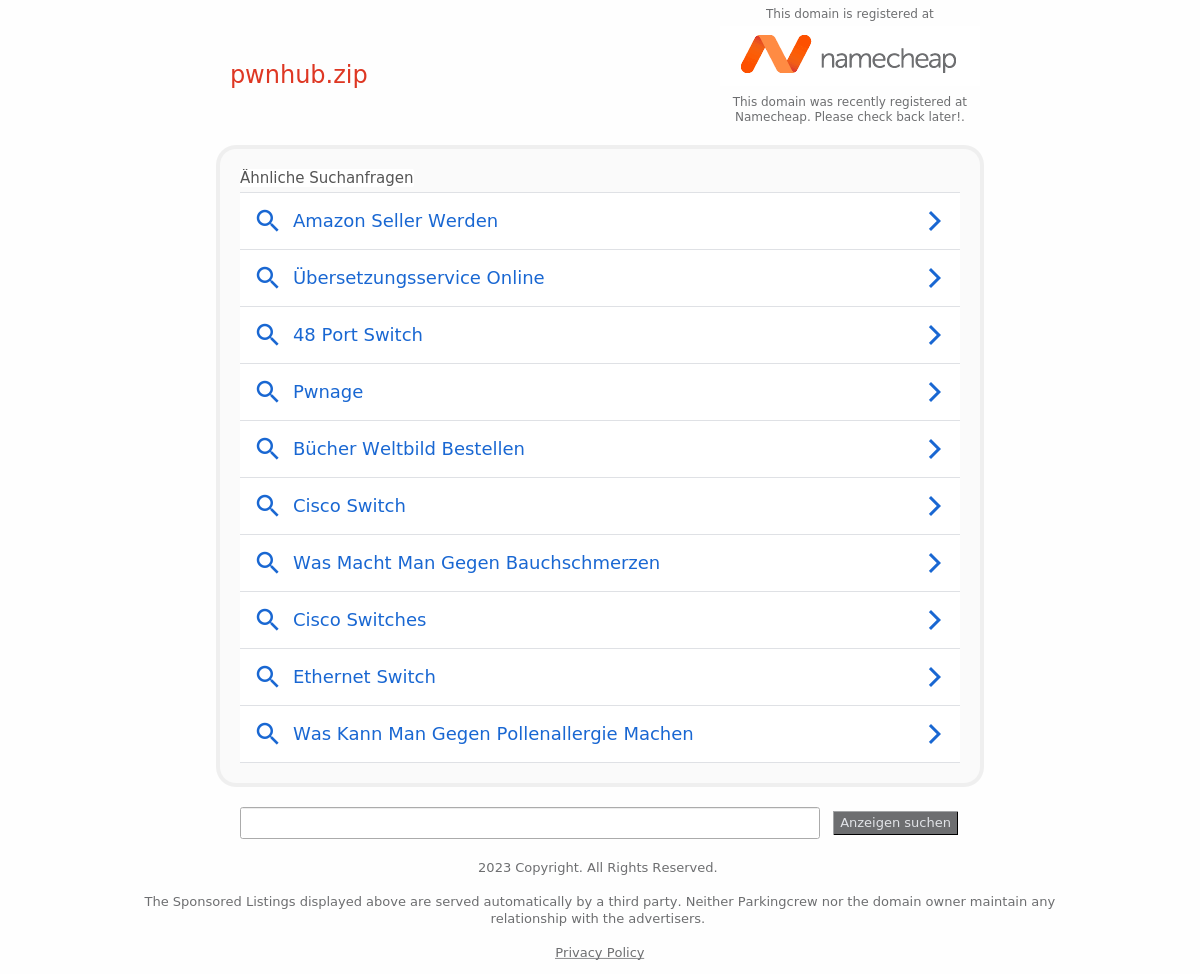 This domain is registered at
namecheap
pwnhub.zip
This domain was recently registered at
Namecheap. Please check back later!.
Ähnliche Suchanfragen
Amazon Seller Werden
Übersetzungsservice Online
48 Port Switch
Pwnage
Bücher Weltbild Bestellen
Cisco Switch
Was Macht Man Gegen Bauchschmerzen
Cisco Switches
Ethernet Switch
Was Kann Man Gegen Pollenallergie Machen
Anzeigen suchen
2023 Copyright. All Rights Reserved.
The Sponsored Listings displayed above are served automatically by a third party. Neither Parkingcrew nor the domain owner maintain any
relationship with the advertisers.
Privacy Policy